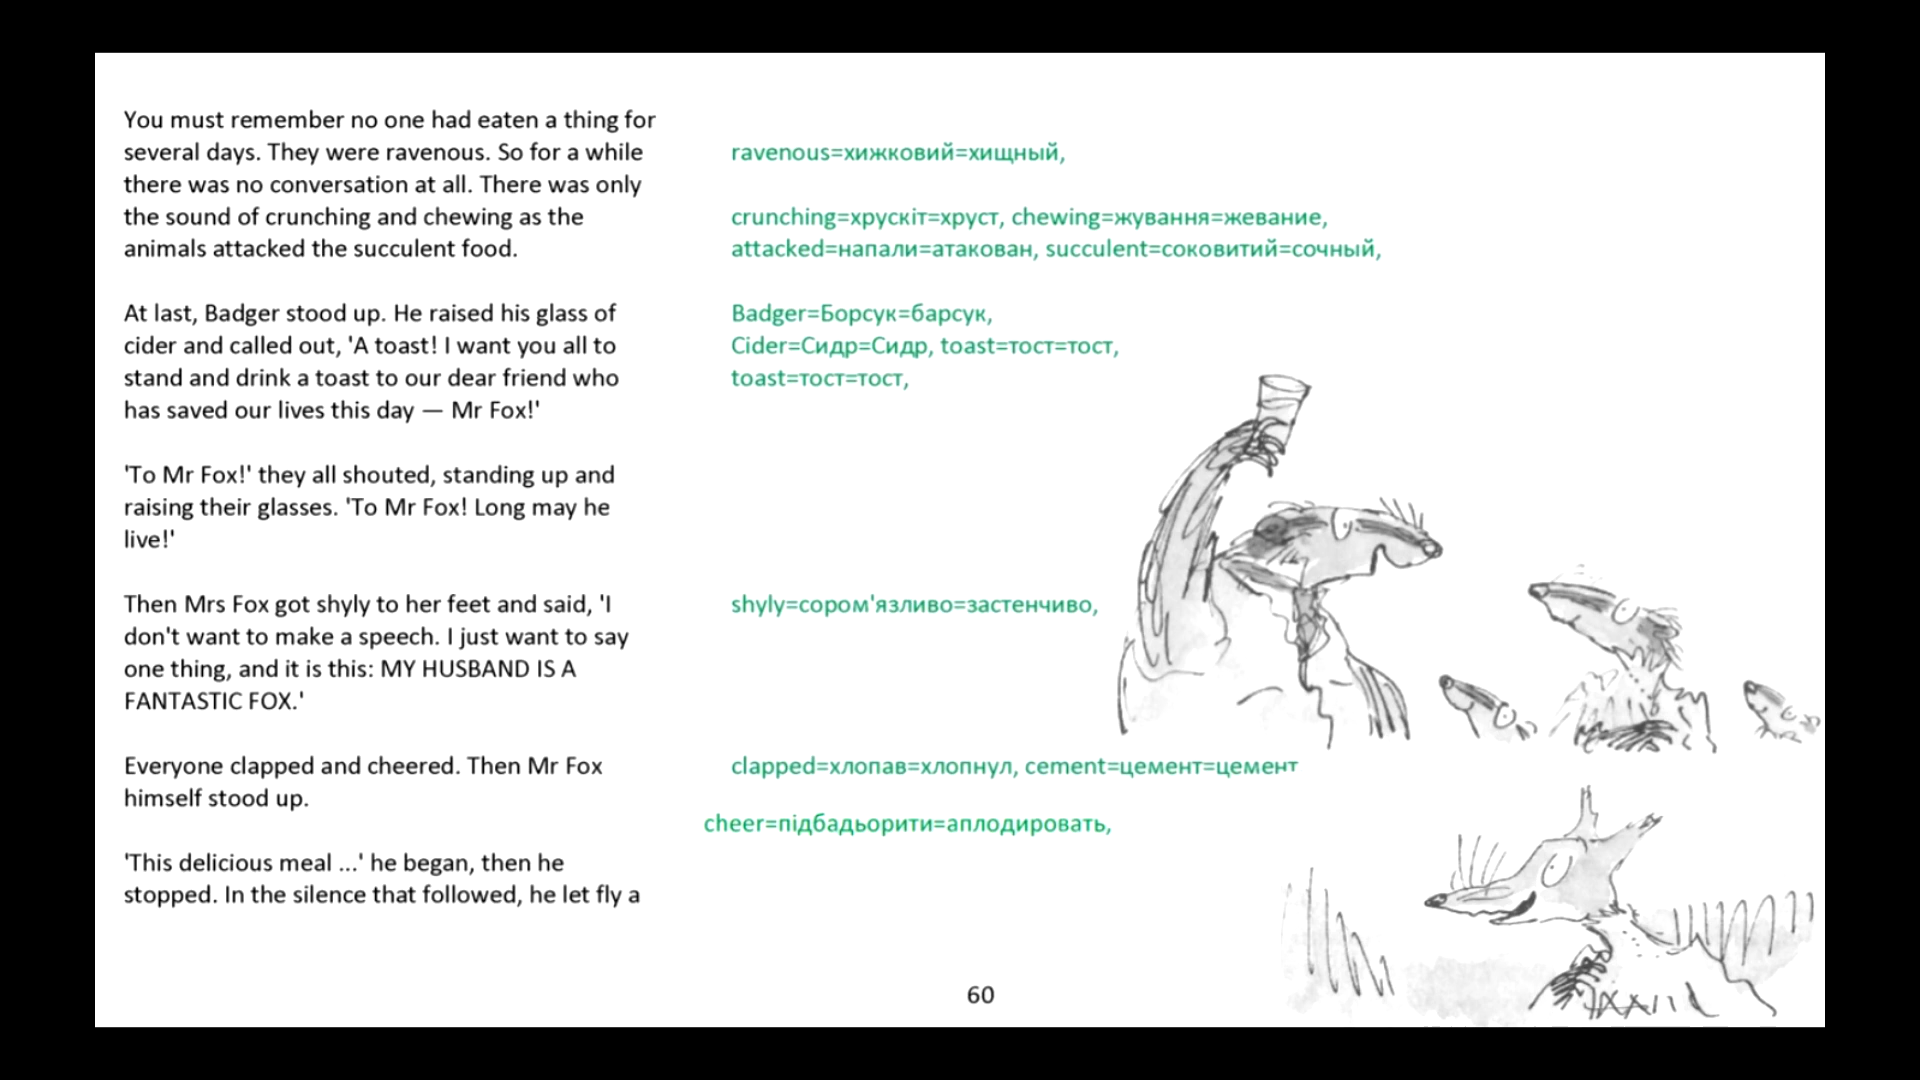 You must remember no one had eaten a thing for
several days. They were ravenous. So for a while
there was no conversation at all. There was only
the sound of crunching and chewing as the
animals attacked the succulent food.
ravenous=хижковий=хищный,
crunching=хрускіт=хруст, chewing=жування=жевание,
attacked=напали=атакован, succulent=соковитий=сочный,
At last, Badger stood up. He raised his glass of
cider and called out, 'A toast! I want you all to
stand and drink a toast to our dear friend who
has saved our lives this day — Mr Fox!'
Badger=Борсук=барсук,
Cider=Сидр=Сидр, toast=тост=тост,
toast=тост=тост,
'To Mr Fox!' they all shouted, standing up and
raising their glasses. 'To Mr Fox! Long may he
live!'
Then Mrs Fox got shyly to her feet and said, 'I
don't want to make a speech. I just want to say
one thing, and it is this: MY HUSBAND IS A
FANTASTIC FOX.'
shyly=сором'язливо=застенчиво,
Everyone clapped and cheered. Then Mr Fox
himself stood up.
clapped=хлопав=хлопнул, cement=цемент=цемент
cheer=підбадьорити=аплодировать,
'This delicious meal ...' he began, then he
stopped. In the silence that followed, he let fly a
60